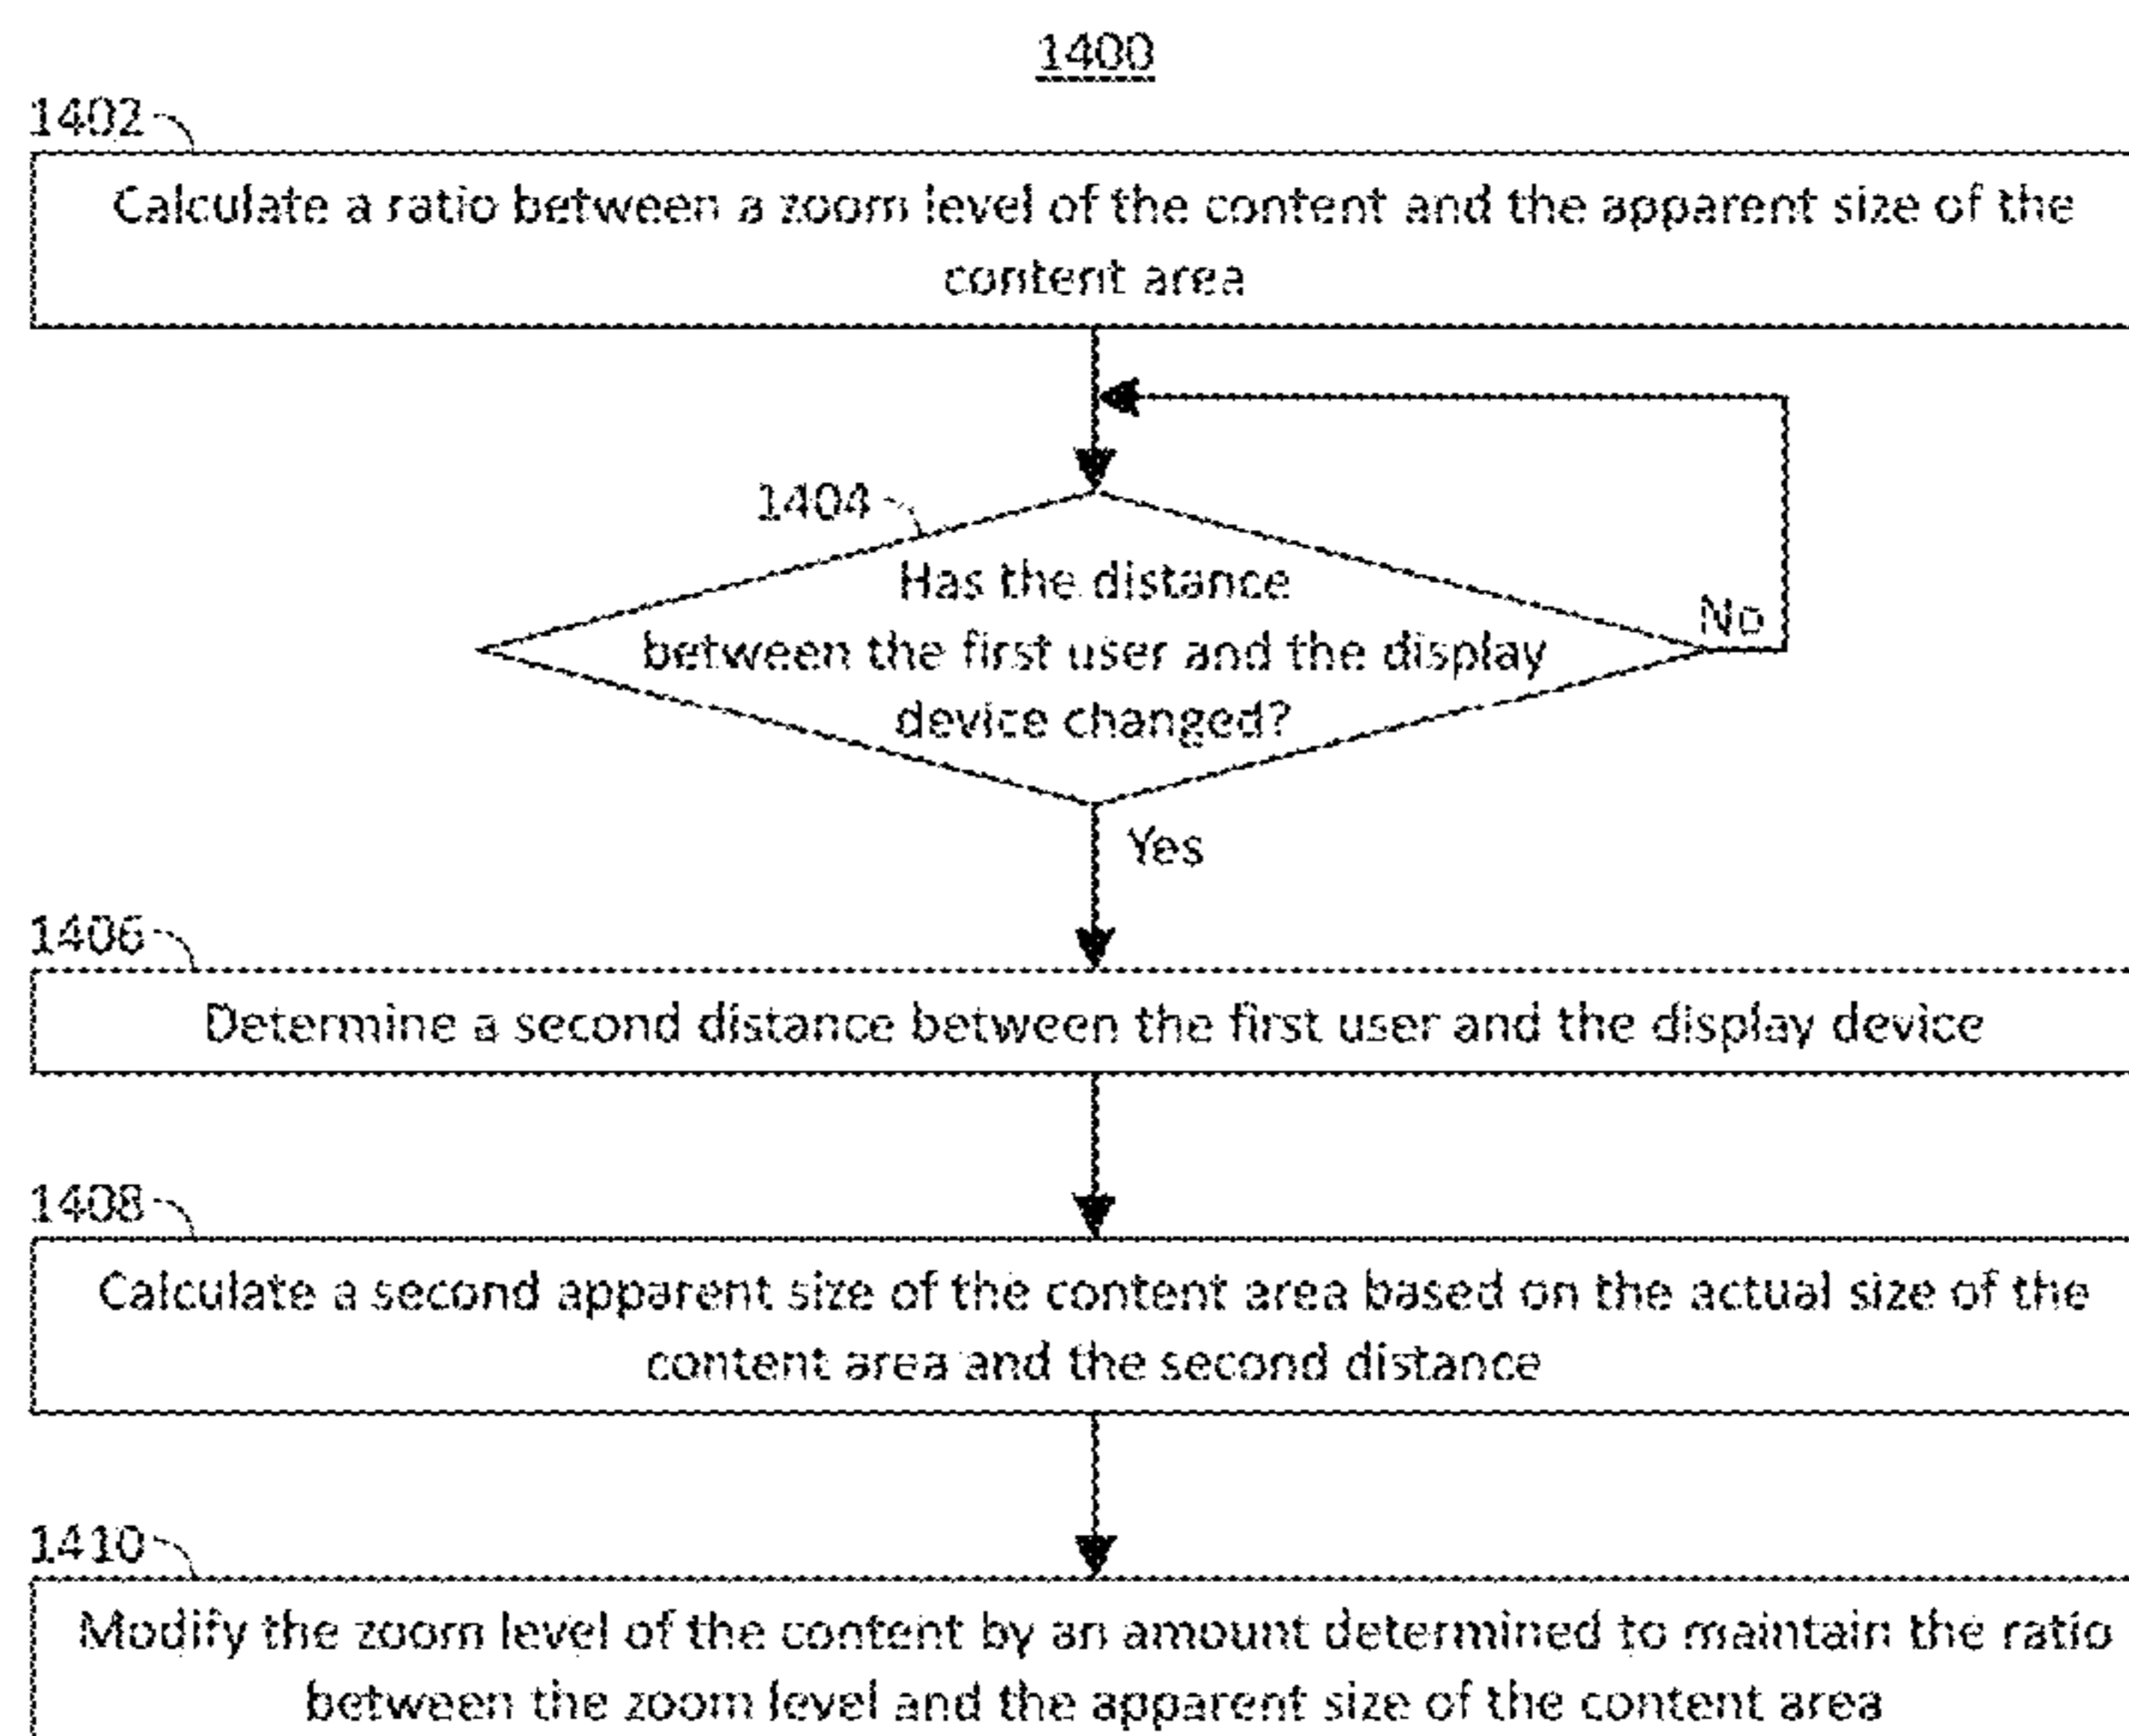 1400
1402
Calculate a ratio between a zoom level of the content and the apparent size of the
content area
1404
Has the distance
between the first user and the display
device changed?
No
Yes
1406
Determine a second distance between the first user and the display device
1408
Calculate a second apparent size of the content area based on the actual size of the
content area and the second distance
1410
Modify the zoom level of the content by an amount determined to maintain the ratio
between the zoom level and the apparent size of the content area